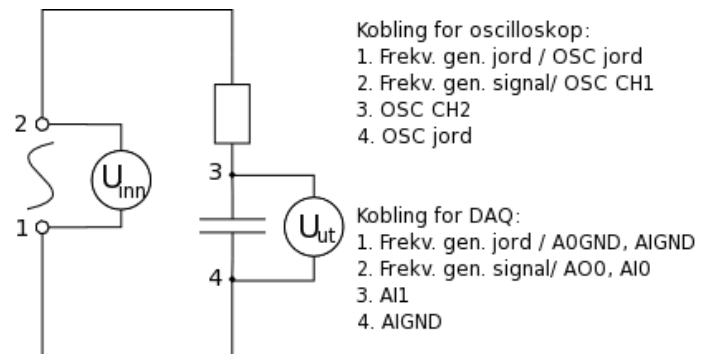 Kobling for oscilloskop:
1. Frekv. gen. jord / OSC jord
2. Frekv. gen. signal/ OSC CH1
3. OSC CH2
4. OSC jord
2
U inn
1
3
U ut
4
Kobling for DAQ:
1. Frekv. gen. jord / A0GND, AIGND
2. Frekv. gen. signal/ AO0, AI0
3. AI1
4. AIGND